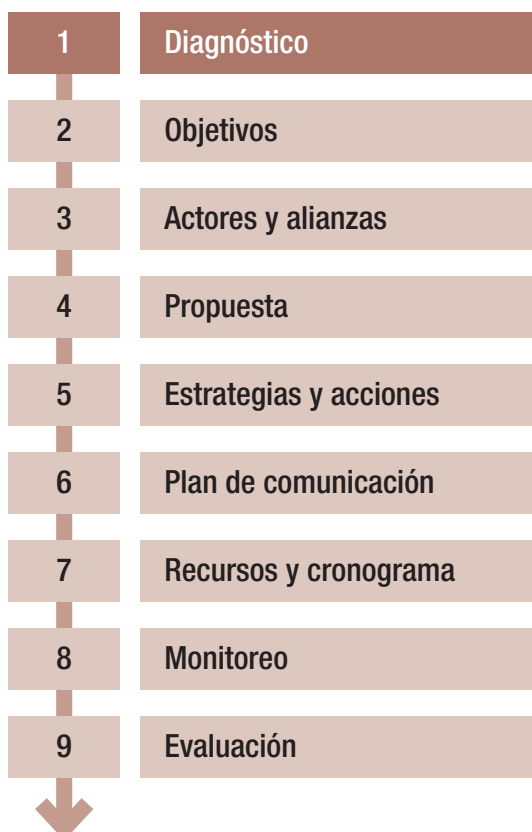 1 Diagnóstico
2 Objetivos
3 Actores y alianzas
4 Propuesta
5 Estrategias y acciones
6 Plan de comunicación
7 Recursos y cronograma
8 Monitoreo
9 Evaluación